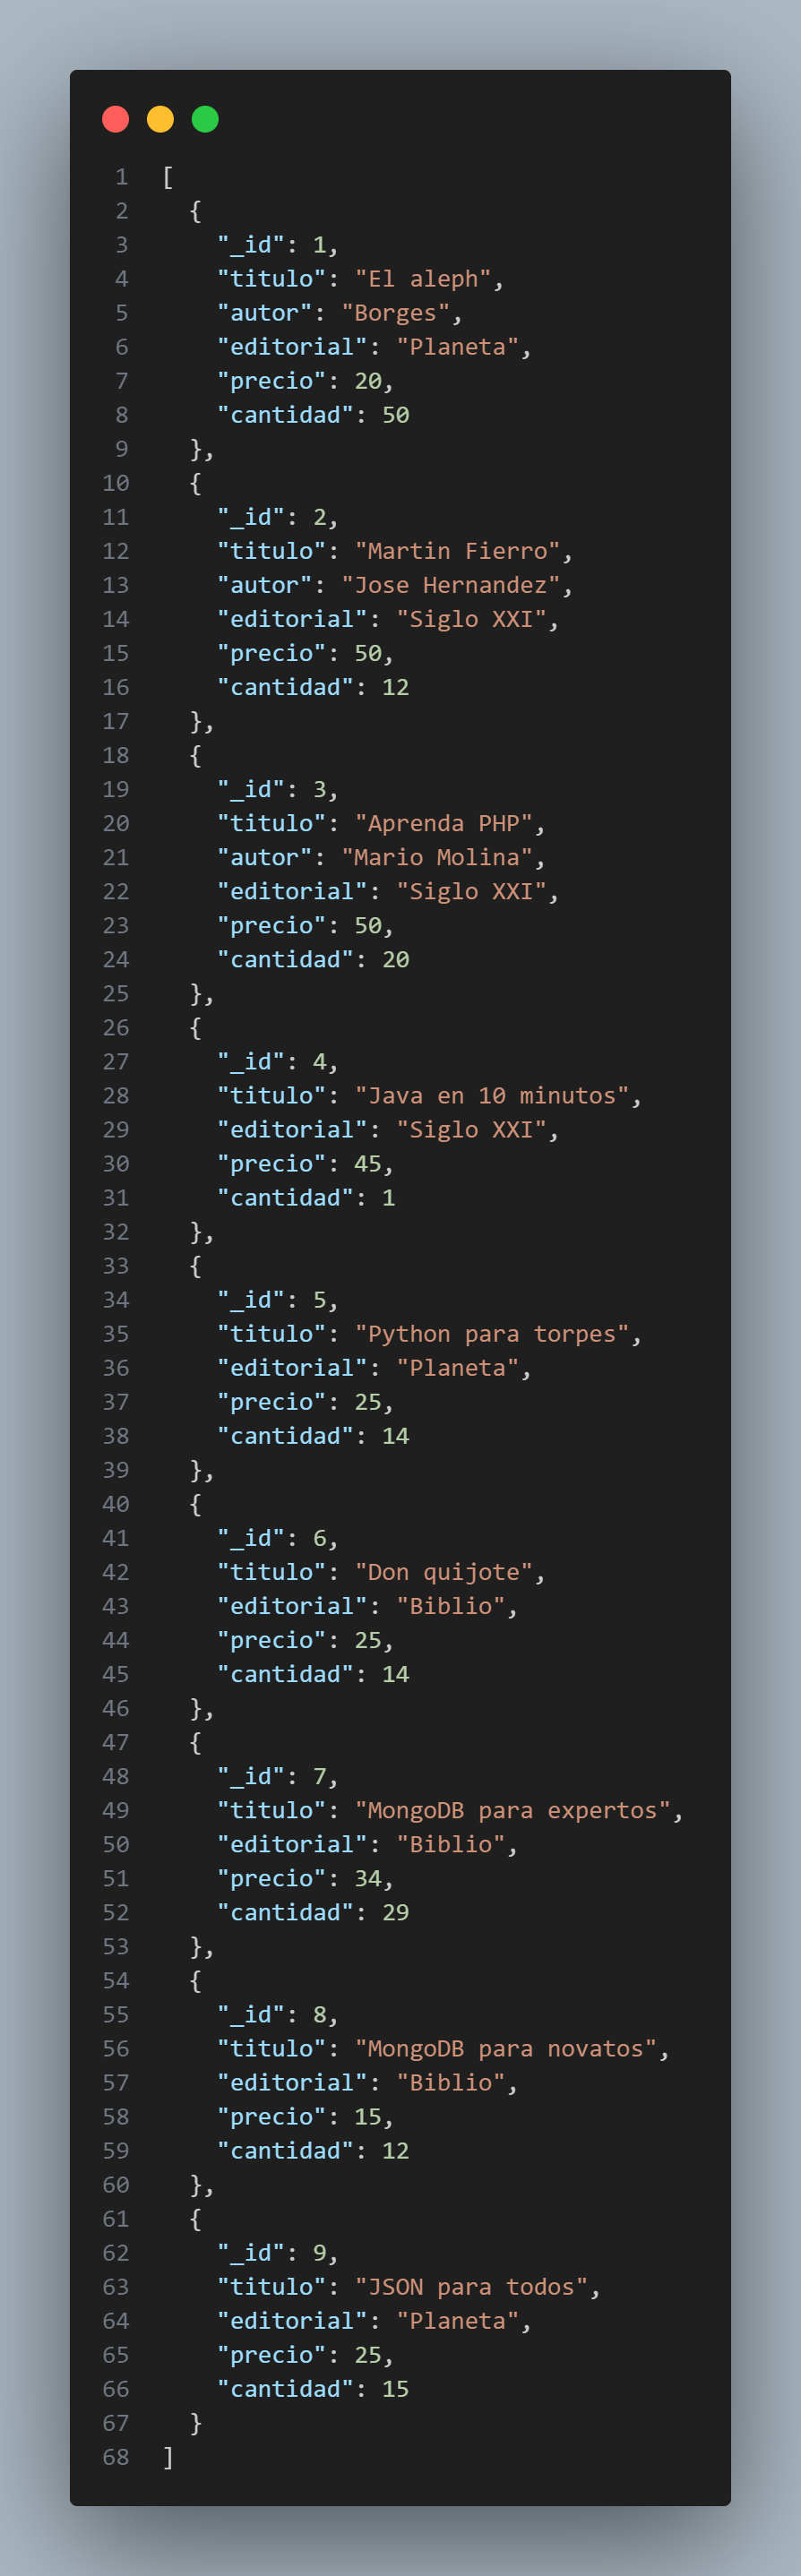 1 [
2   {
3     "_id": 1,
4     "titulo": "El aleph",
5     "autor": "Borges",
6     "editorial": "Planeta",
7     "precio": 20,
8     "cantidad": 50
9   },
10   {
11     "_id": 2,
12     "titulo": "Martin Fierro",
13     "autor": "Jose Hernandez",
14     "editorial": "Siglo XXI",
15     "precio": 50,
16     "cantidad": 12
17   },
18   {
19     "_id": 3,
20     "titulo": "Aprenda PHP",
21     "autor": "Mario Molina",
22     "editorial": "Siglo XXI",
23     "precio": 50,
24     "cantidad": 20
25   },
26   {
27     "_id": 4,
28     "titulo": "Java en 10 minutos",
29     "editorial": "Siglo XXI",
30     "precio": 45,
31     "cantidad": 1
32   },
33   {
34     "_id": 5,
35     "titulo": "Python para torpes",
36     "editorial": "Planeta",
37     "precio": 25,
38     "cantidad": 14
39   },
40   {
41     "_id": 6,
42     "titulo": "Don quijote",
43     "editorial": "Biblio",
44     "precio": 25,
45     "cantidad": 14
46   },
47   {
48     "_id": 7,
49     "titulo": "MongoDB para expertos",
50     "editorial": "Biblio",
51     "precio": 34,
52     "cantidad": 29
53   },
54   {
55     "_id": 8,
56     "titulo": "MongoDB para novatos",
57     "editorial": "Biblio",
58     "precio": 15,
59     "cantidad": 12
60   },
61   {
62     "_id": 9,
63     "titulo": "JSON para todos",
64     "editorial": "Planeta",
65     "precio": 25,
66     "cantidad": 15
67   }
68 ]